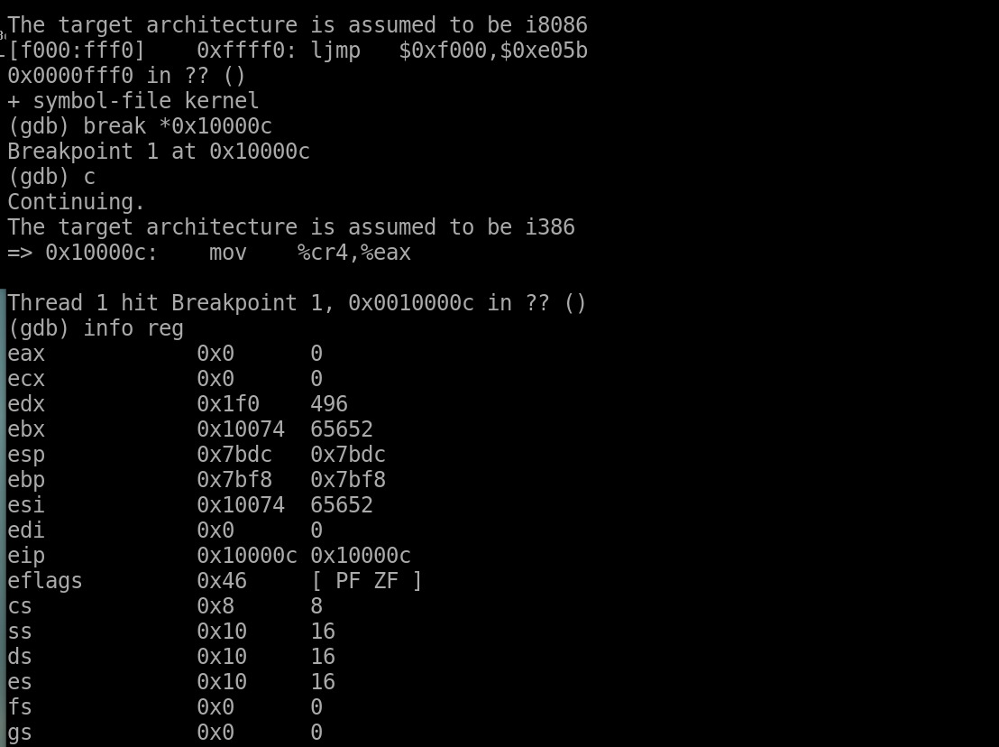 The target architecture is assumed to be i8086
[f000:fff0]    0xffff0: ljmp   $0xf000,$0xe05b
0x0000fff0 in ?? ()
+ symbol-file kernel
(gdb) break *0x10000c
Breakpoint 1 at 0x10000c
(gdb) c
Continuing.
The target architecture is assumed to be i386
=> 0x10000c:    mov    %cr4,%eax

Thread 1 hit Breakpoint 1, 0x0010000c in ?? ()
(gdb) info reg
eax            0x0      0
ecx            0x0      0
edx            0x1f0    496
ebx            0x10074  65652
esp            0x7bdc   0x7bdc
ebp            0x7bf8   0x7bf8
esi            0x10074  65652
edi            0x0      0
eip            0x10000c 0x10000c
eflags         0x46     [ PF ZF ]
cs             0x8      8
ss             0x10     16
ds             0x10     16
es             0x10     16
fs             0x0      0
gs             0x0      0